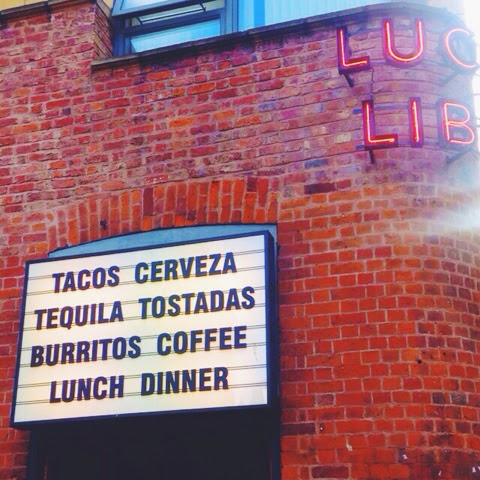 LUC
LIB
TACOS CERVEZA
TEQUILA TOSTADAS
BURRITOS COFFEE
LUNCH DINNER